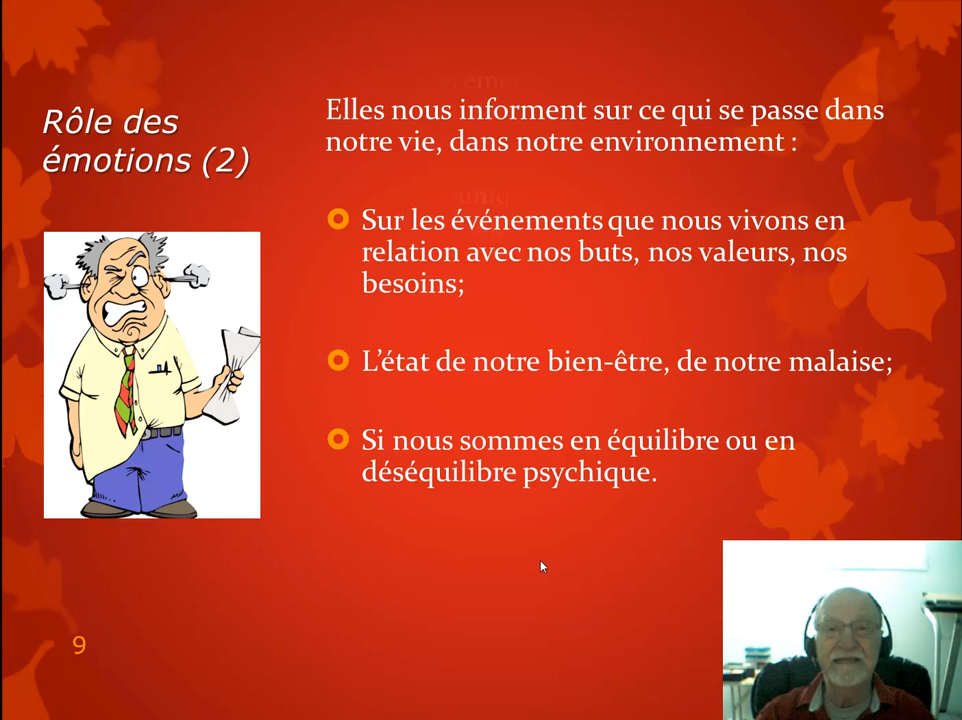 Rôle des
émotions (2)
Elles nous informent sur ce qui se passe dans
notre vie, dans notre environnement :
Sur les événements que nous vivons en
relation avec nos buts, nos valeurs, nos
besoins;
L’état de notre bien-être, de notre malaise;
Si nous sommes en équilibre ou en
déséquilibre psychique.
9